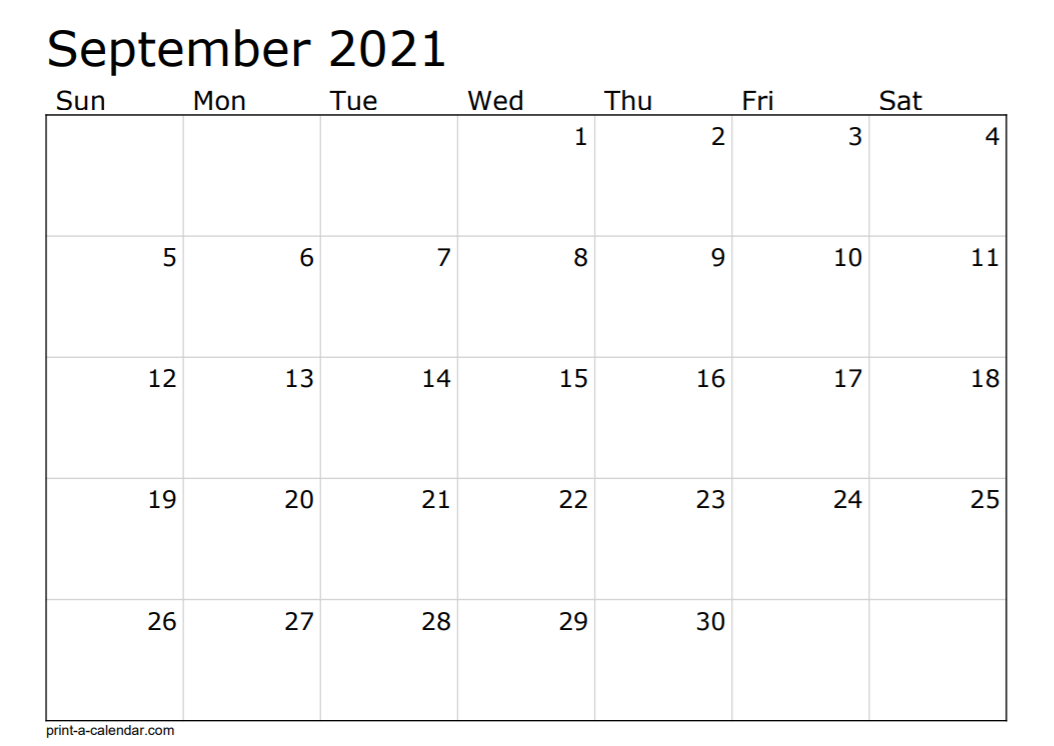 September 2021
Sun Mon Tue Wed Thu Fri Sat
1 2 3 4
5 6 7 8 9 10 11
12 13 14 15 16 17 18
19 20 21 22 23 24 25
26 27 28 29 30
print-a-calendar.com